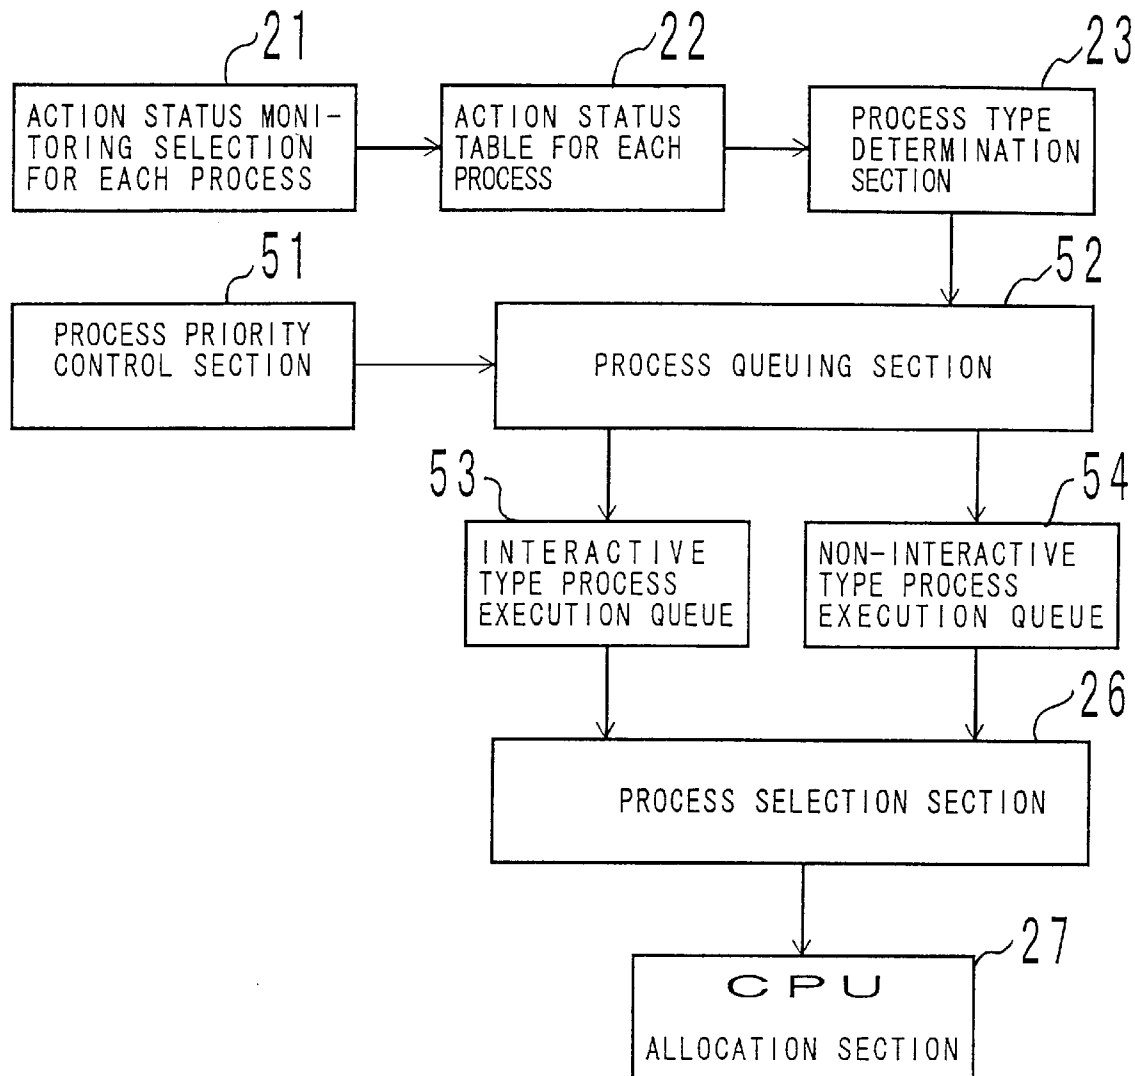 21
22
23
ACTION STATUS MONI-
TORING SELECTION
FOR EACH PROCESS
ACTION STATUS
TABLE FOR EACH
PROCESS
PROCESS TYPE
DETERMINATION
SECTION
51
52
PROCESS PRIORITY
CONTROL SECTION
PROCESS QUEUING SECTION
53
54
INTERACTIVE
TYPE PROCESS
EXECUTION QUEUE
NON-INTERACTIVE
TYPE PROCESS
EXECUTION QUEUE
26
PROCESS SELECTION SECTION
27
CPU
ALLOCATION SECTION